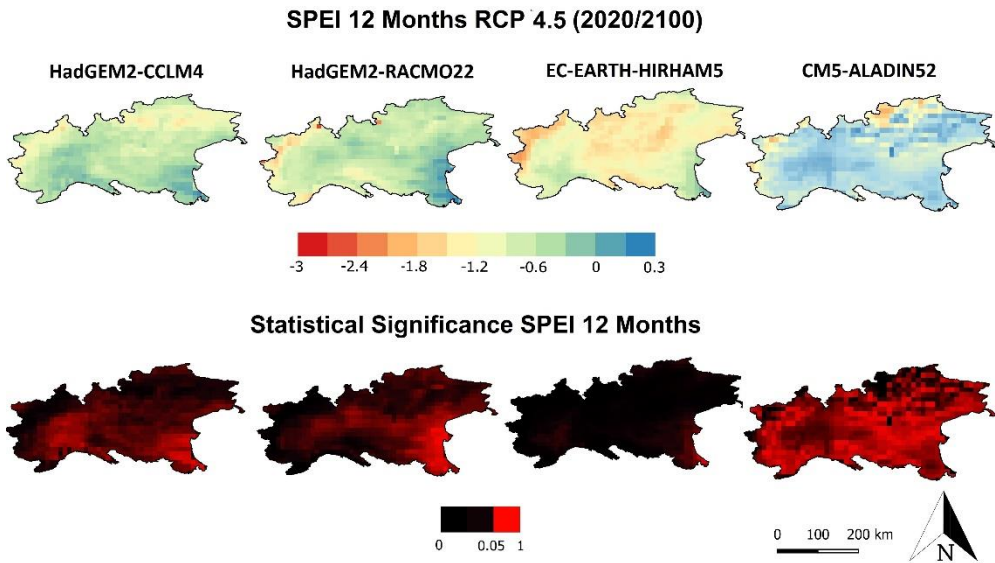 SPEI 12 Months RCP 4.5 (2020/2100)
HadGEM2-CCLM4 HadGEM2-RACMO22 EC-EARTH-HIRHAM5 CM5-ALADIN52
-3 -2.4 -1.2 -0.6 0 0.3
Statistical Significance SPEI 12 Months
0 0.05 1
0 100 200 km
N